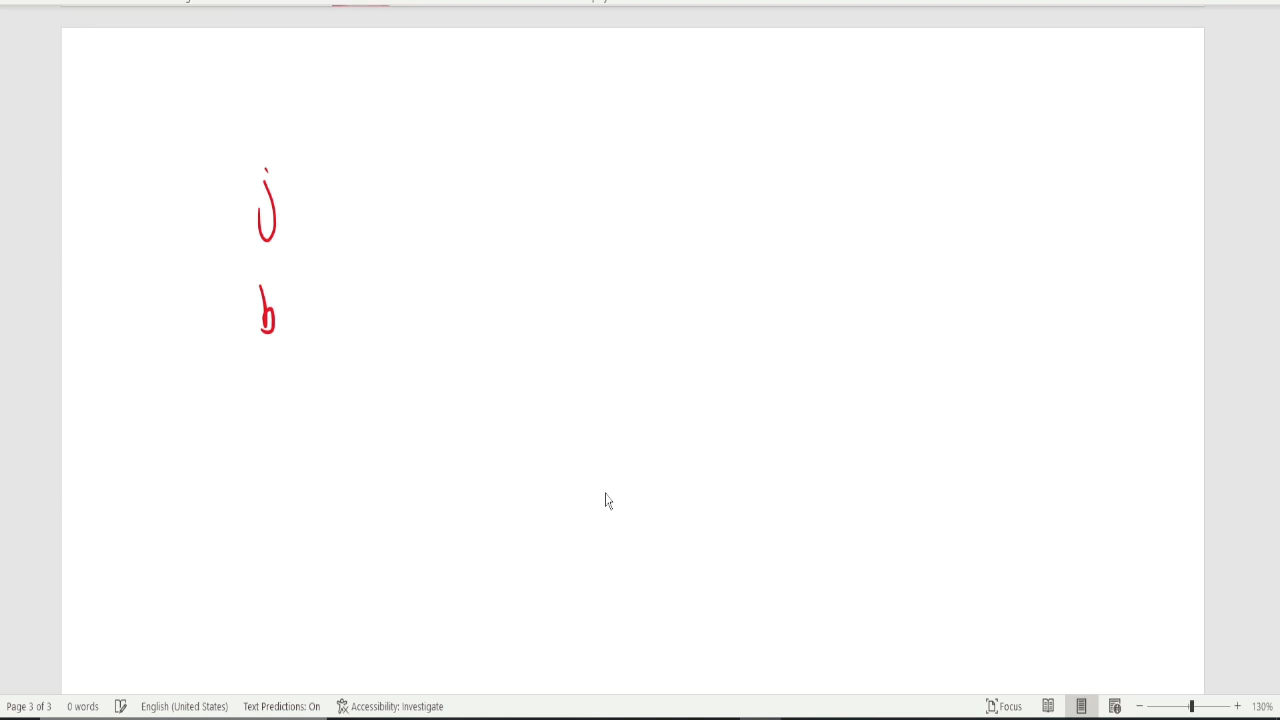 j
b
Page 3 of 3 0 words English (United States) Text Predictions: On Accessibility: Investigate Focus 130%